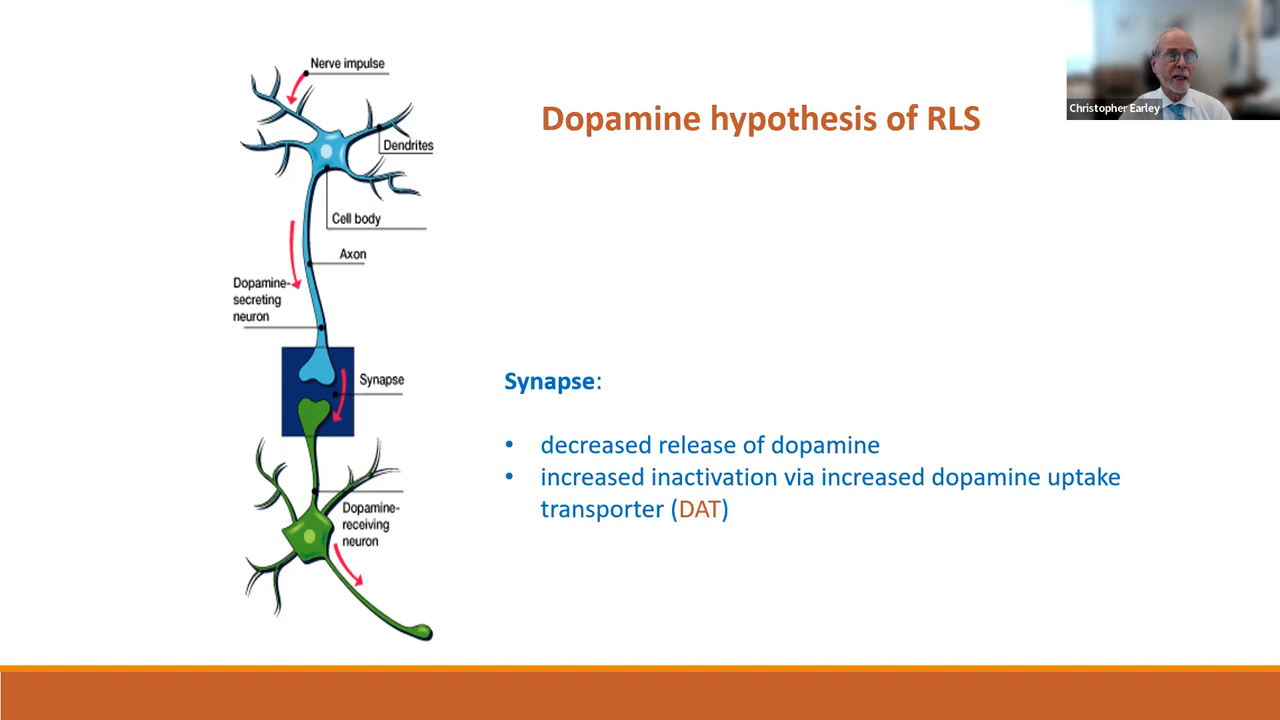 Nerve impulse
Christopher Earley
Dopamine hypothesis of RLS
Dendrites
Cell body
Axon
Dopamine-
secreting
neuron
Synapse
Synapse:
• decreased release of dopamine
• increased inactivation via increased dopamine uptake
transporter (DAT)
Dopamine-
receiving
neuron